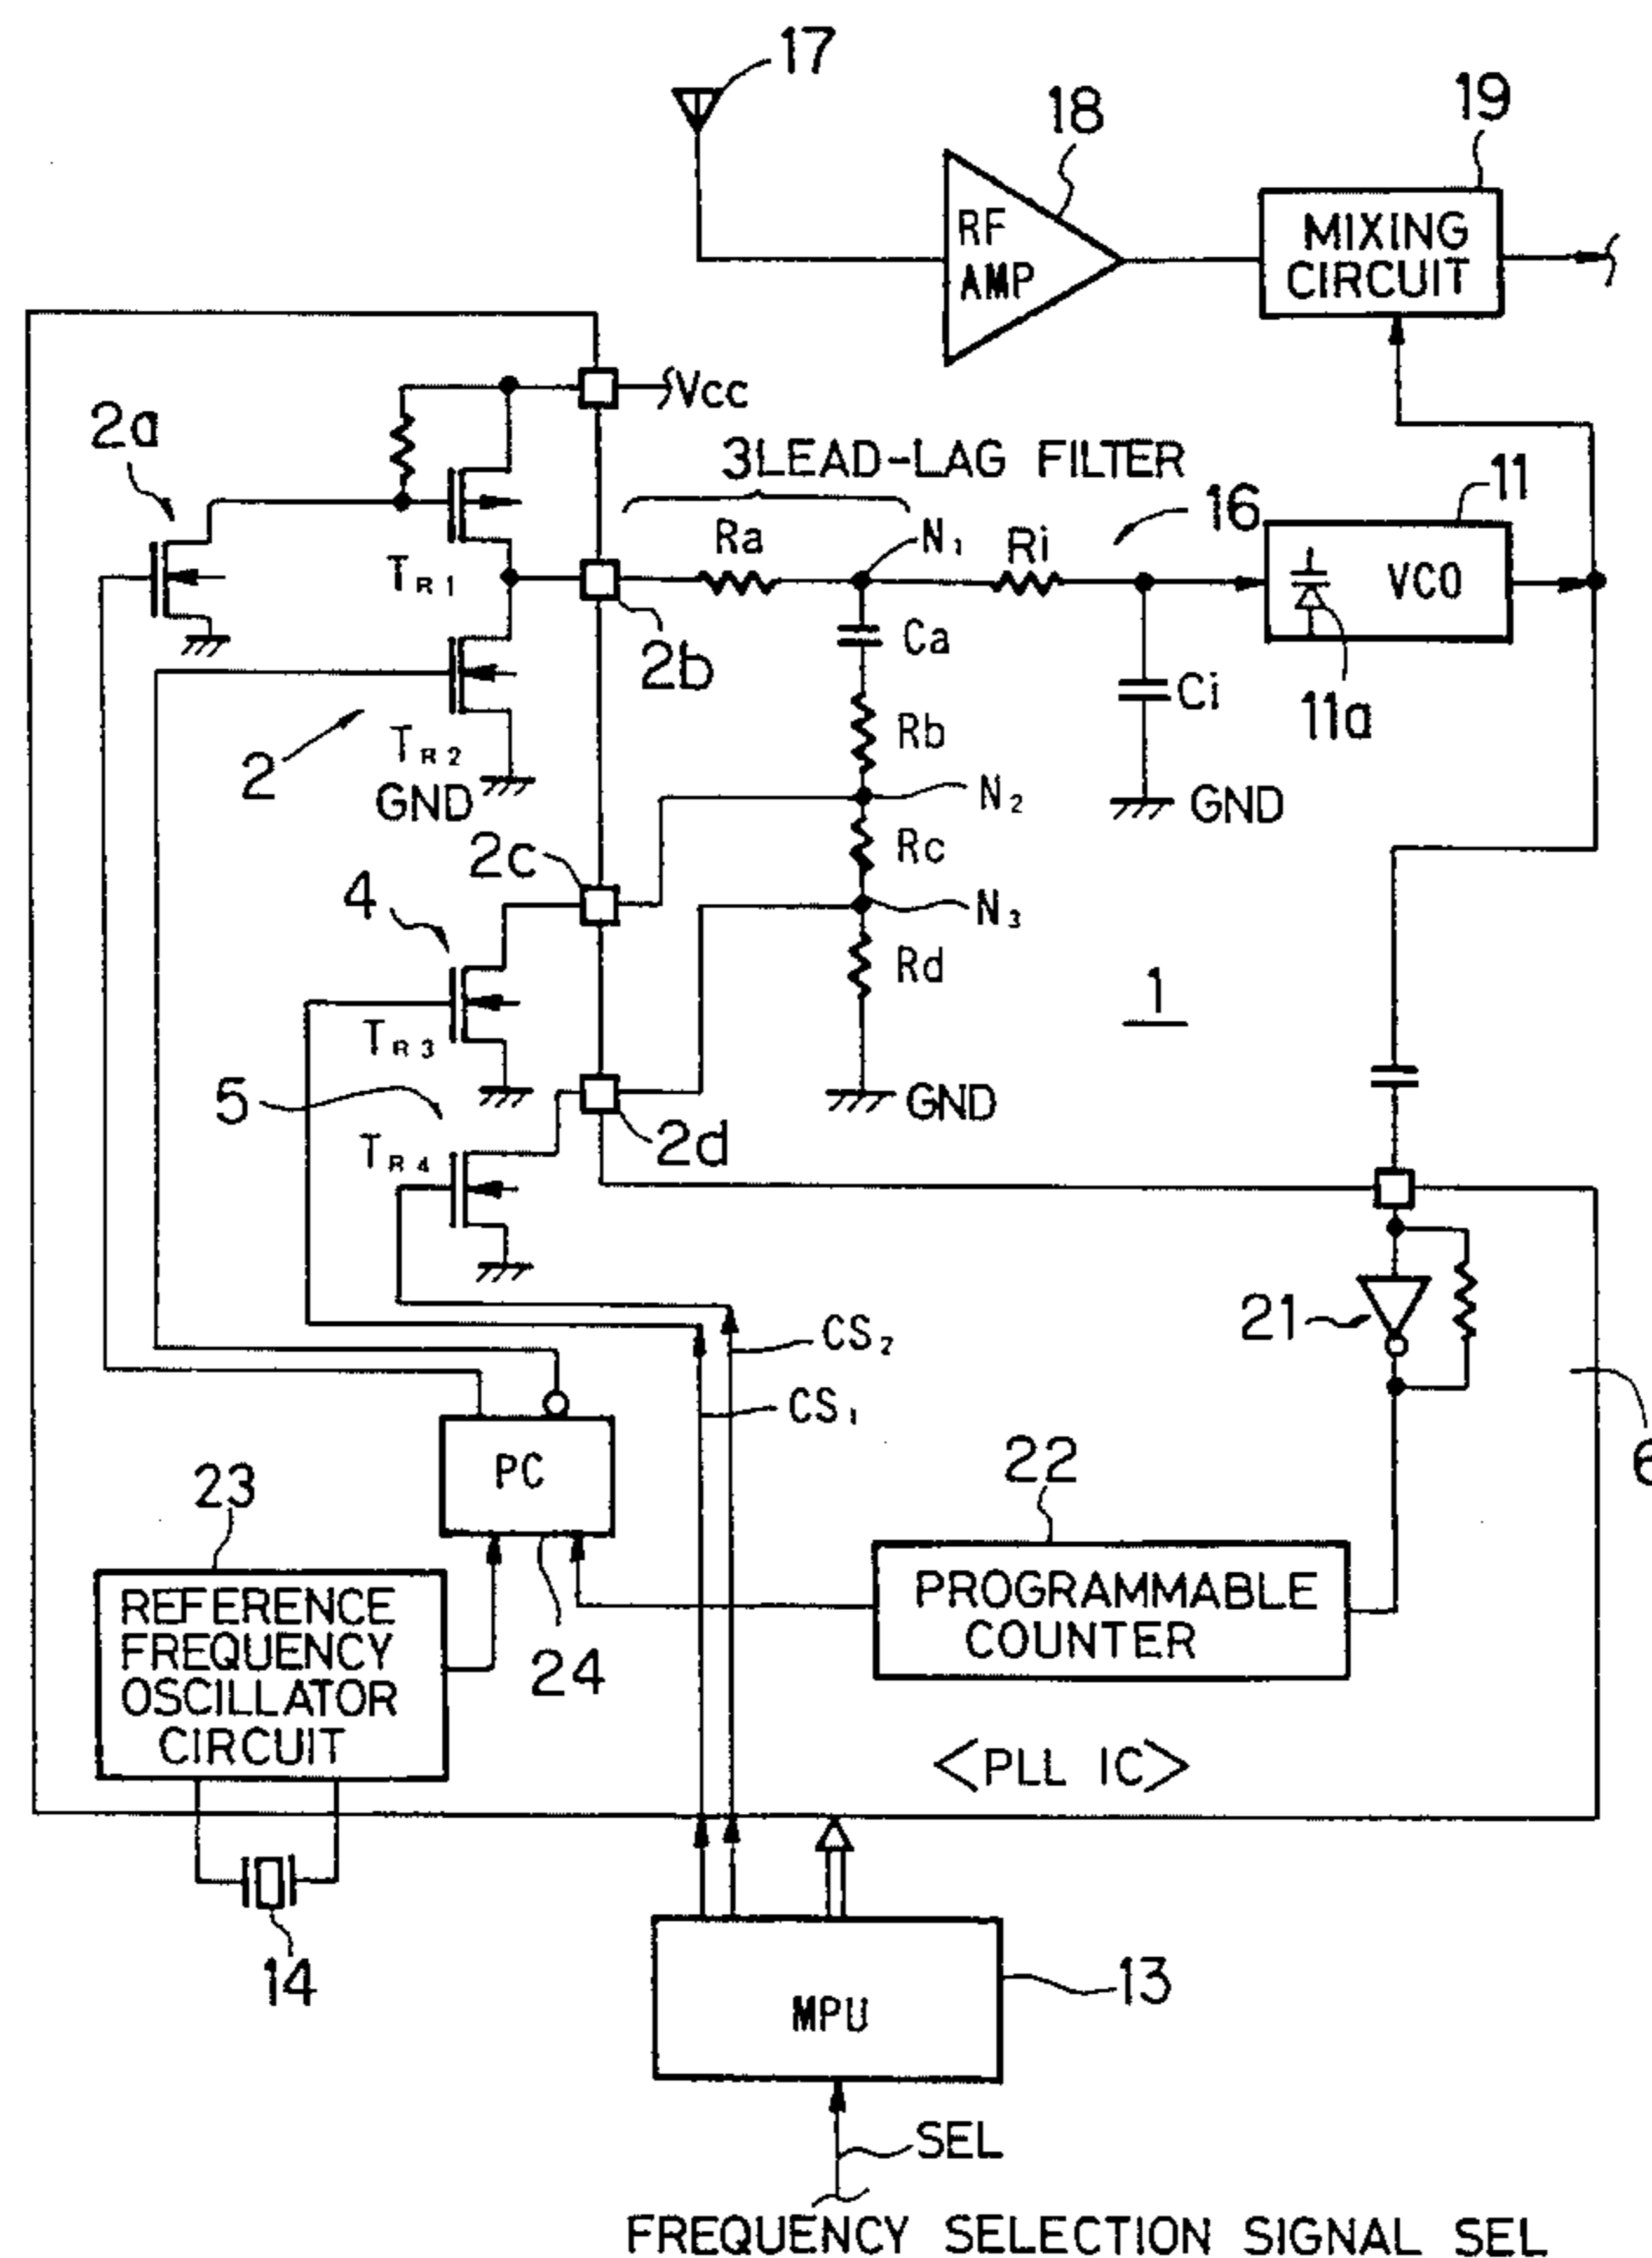 17
18
19
RF
AMP
MIXING
CIRCUIT
Vcc
2a
3LEAD-LAG FILTER
16
11
Ra
N₁
Ri
VCO
TR1
2b
Ca
Ci
11a
Rb
2
TR2
GND
N₂
GND
2c
Rc
4
N₃
Rd
1
TR3
5
GND
2d
TR4
21
CS₂
CS₁
6
PC
22
23
REFERENCE
FREQUENCY
OSCILLATOR
CIRCUIT
24
PROGRAMMABLE
COUNTER
<PLL IC>
14
13
MPU
SEL
FREQUENCY SELECTION SIGNAL SEL